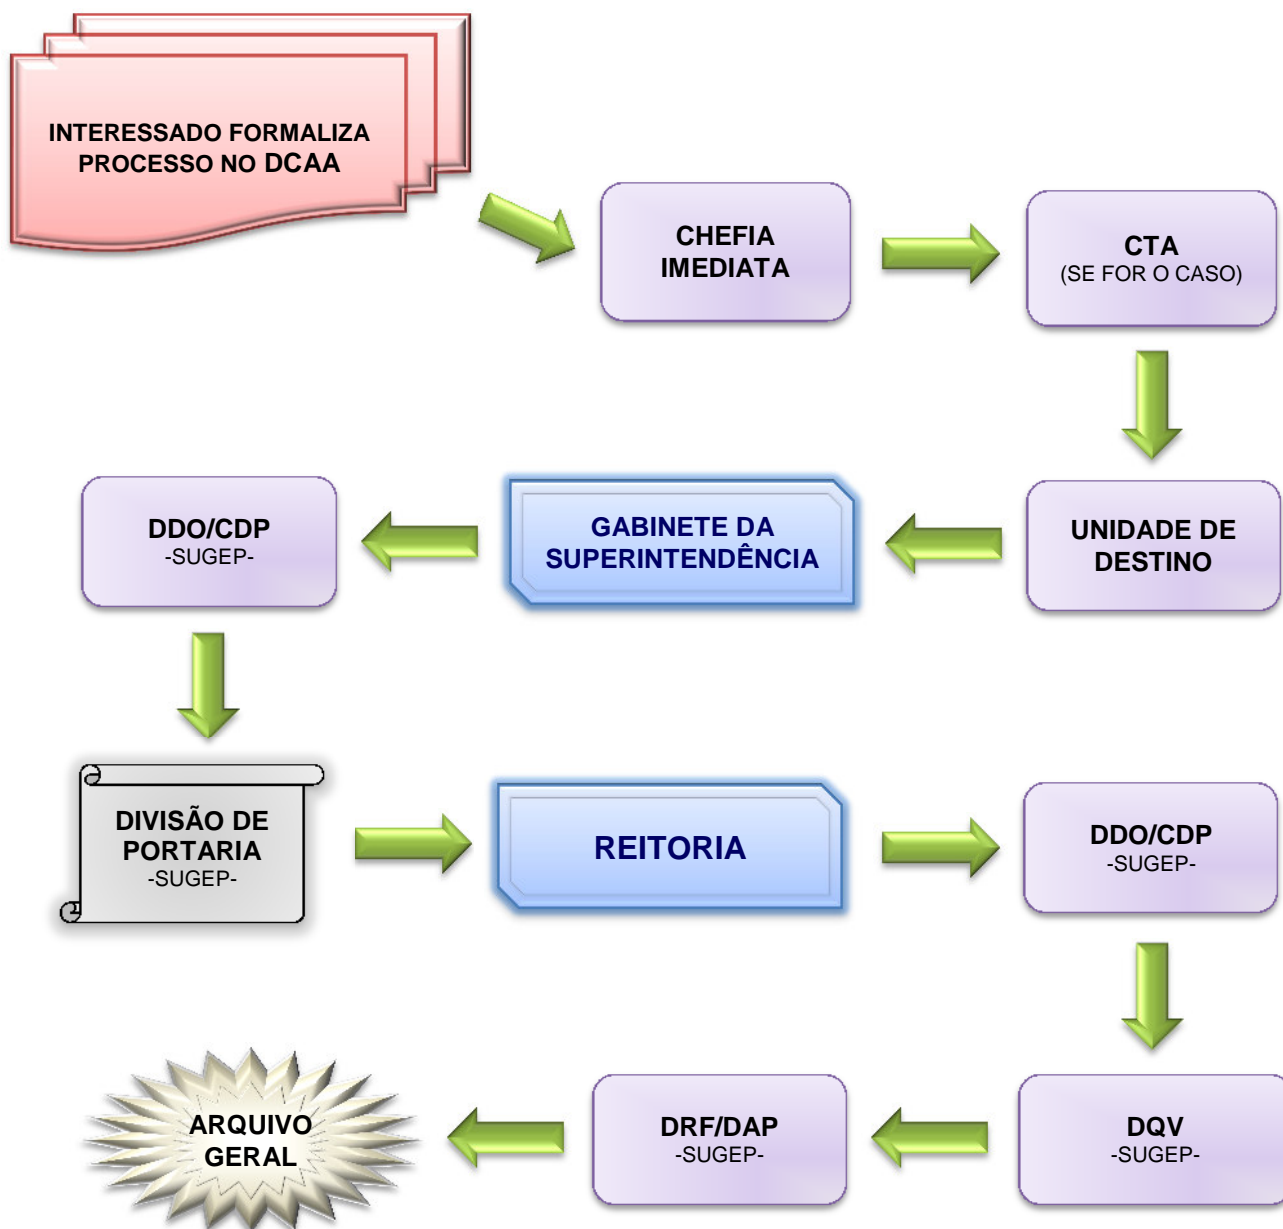 INTERESSADO FORMALIZA
PROCESSO NO DCAA
CHEFIA
IMEDIATA
CTA
(SE FOR O CASO)
UNIDADE DE
DESTINO
GABINETE DA
SUPERINTENDÊNCIA
DDO/CDP
-SUGEP-
DIVISÃO DE
PORTARIA
-SUGEP-
REITORIA
DDO/CDP
-SUGEP-
DQV
-SUGEP-
DRF/DAP
-SUGEP-
ARQUIVO
GERAL